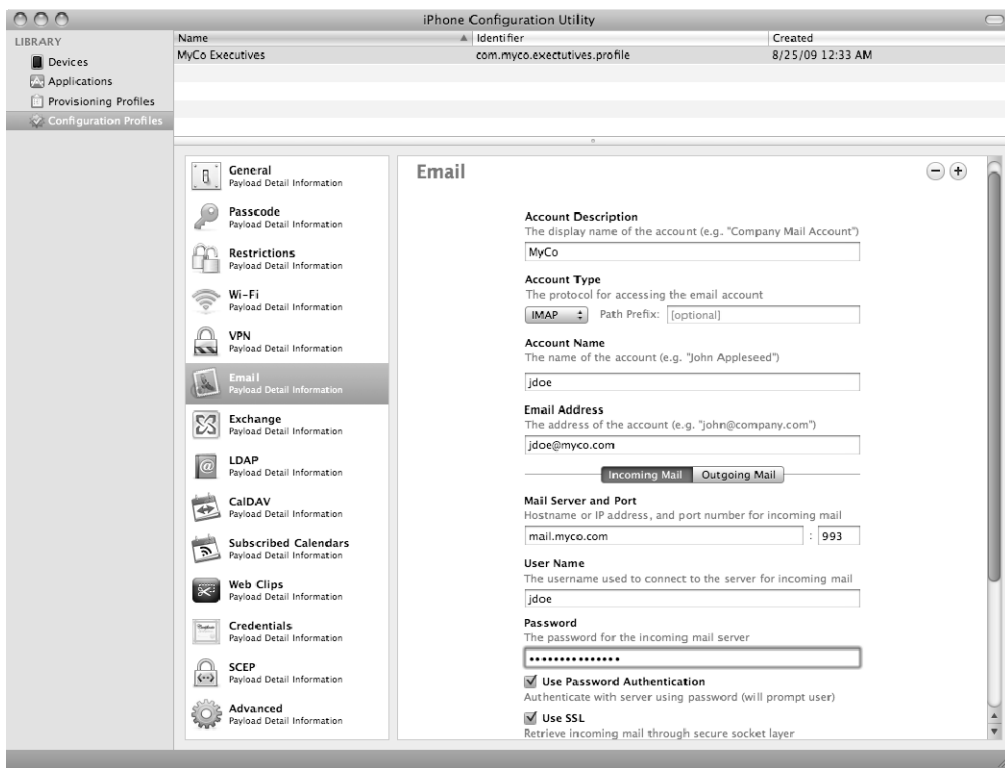 iPhone Configuration Utility
LIBRARY
Devices
Applications
Provisioning Profiles
Configuration Profiles
Name Identifier Created
MyCo Executives com.myco.exectutives.profile 8/25/09 12:33 AM
General
Payload Detail Information
Passcode
Payload Detail Information
Restrictions
Payload Detail Information
Wi-Fi
Payload Detail Information
VPN
Payload Detail Information
Email
Payload Detail Information
Exchange
Payload Detail Information
LDAP
Payload Detail Information
CalDAV
Payload Detail Information
Subscribed Calendars
Payload Detail Information
Web Clips
Payload Detail Information
Credentials
Payload Detail Information
SCEP
Payload Detail Information
Advanced
Payload Detail Information
Email
Account Description
The display name of the account (e.g. "Company Mail Account")
MyCo
Account Type
The protocol for accessing the email account
IMAP Path Prefix: [optional]
Account Name
The name of the account (e.g. "John Appleseed")
jdoe
Email Address
The address of the account (e.g. "john@company.com")
jdoe@myco.com
Incoming Mail Outgoing Mail
Mail Server and Port
Hostname or IP address, and port number for incoming mail
mail.myco.com : 993
User Name
The username used to connect to the server for incoming mail
jdoe
Password
The password for the incoming mail server
•••••••••••••••
Use Password Authentication
Authenticate with server using password (will prompt user)
Use SSL
Retrieve incoming mail through secure socket layer